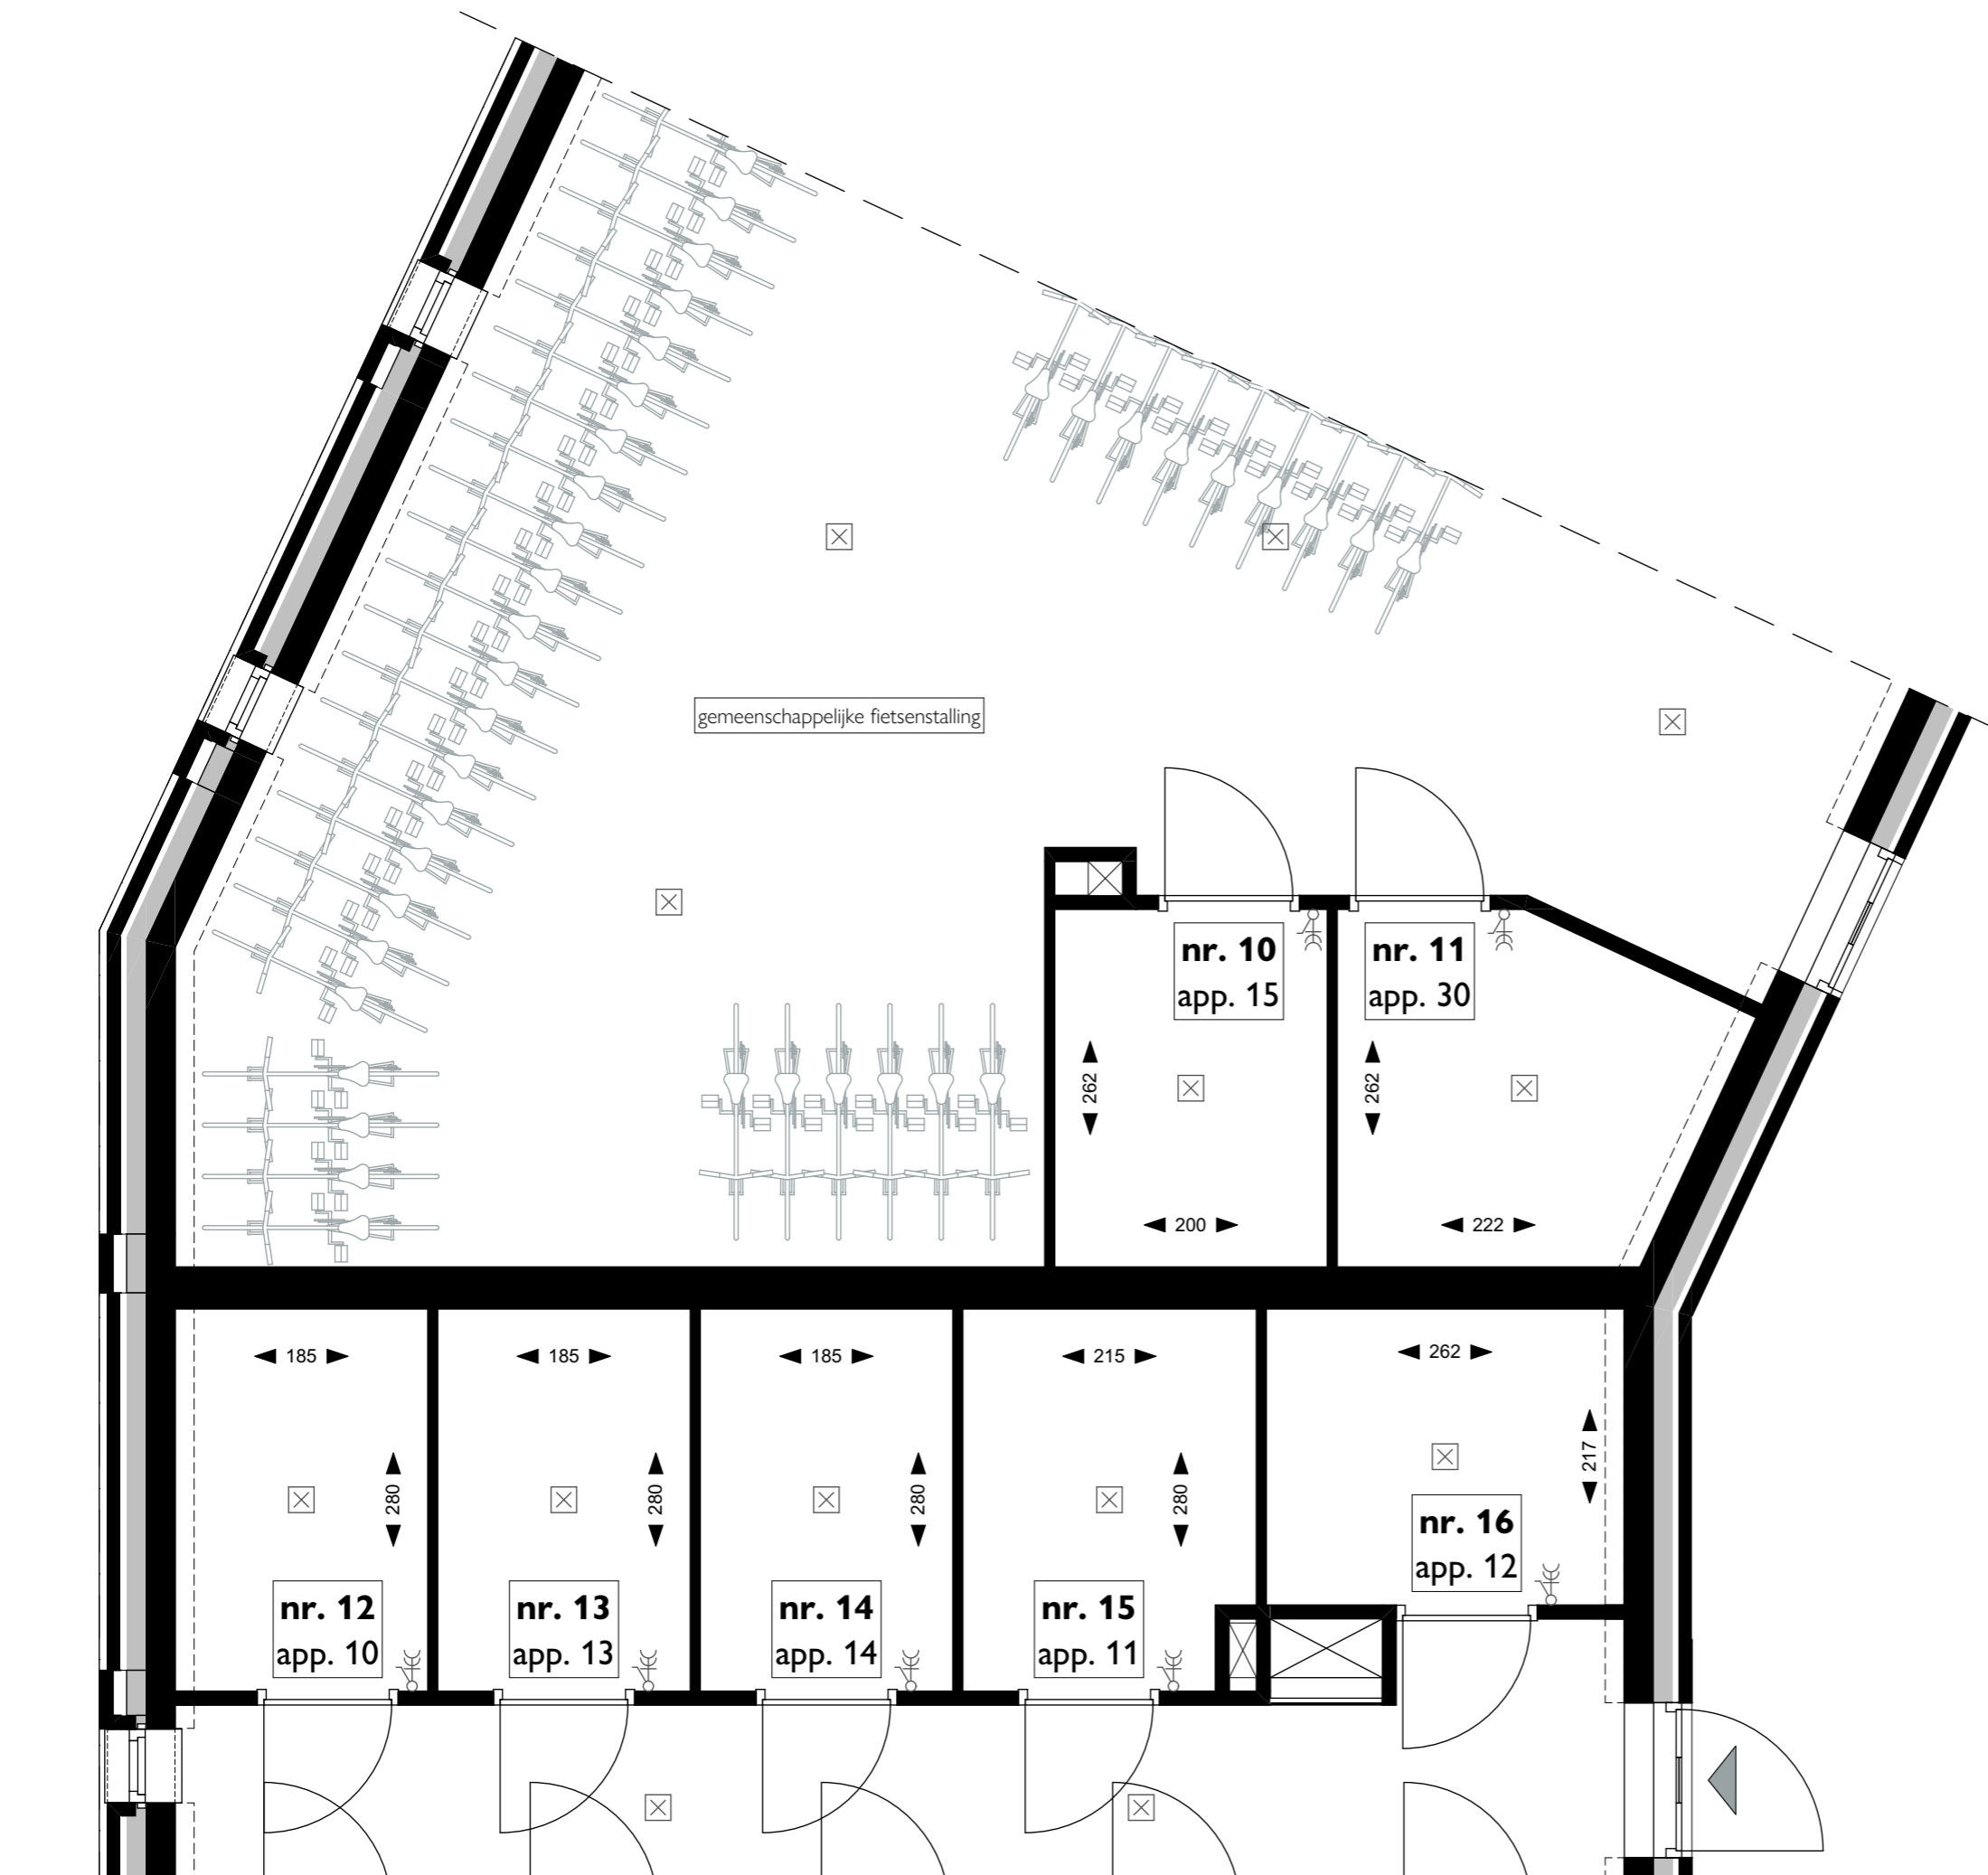 gemeenschappelijke fietsenstalling
nr. 10
app. 15
nr. 11
app. 30
262
262
200
222
185
185
185
215
262
280
280
280
280
217
nr. 12
app. 10
nr. 13
app. 13
nr. 14
app. 14
nr. 15
app. 11
nr. 16
app. 12